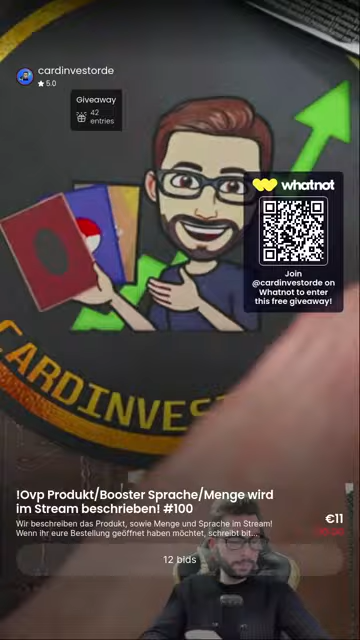 cardinvestorde
★ 5.0
Giveaway
42
entries
whatnot
Join
@cardinvestorde on
Whatnot to enter
this free giveaway!
CARDINVES
!Ovp Produkt/Booster Sprache/Menge wird
im Stream beschrieben! #100
€11
Wir beschreiben das Produkt, sowie Menge und Sprache im Stream!
Wenn ihr eure Bestellung geöffnet haben möchtet, schreibt bit...
12 bids